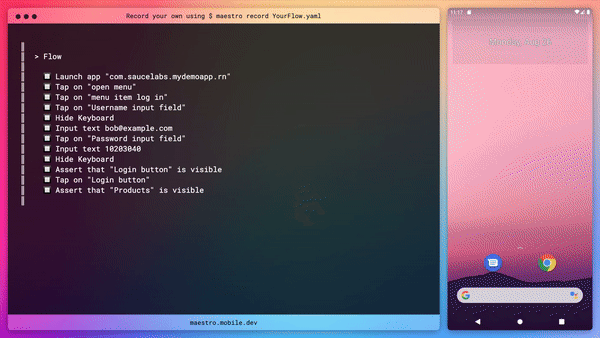 Record your own using $ maestro record YourFlow.yaml
> Flow
Launch app "com.saucelabs.mydemoapp.rn"
Tap on "open menu"
Tap on "menu item log in"
Tap on "Username input field"
Hide Keyboard
Input text bob@example.com
Tap on "Password input field"
Input text 10203040
Hide Keyboard
Assert that "Login button" is visible
Tap on "Login button"
Assert that "Products" is visible
maestro.mobile.dev
11:17